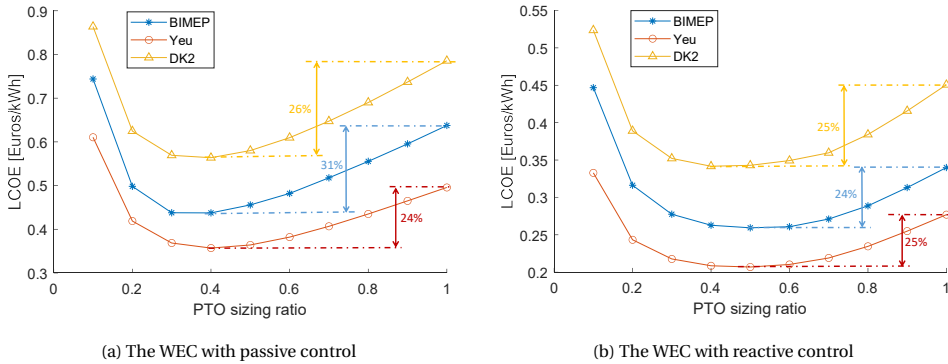 BIMEP
Yeu
DK2
0.9
0.8
0.7
0.6
0.5
0.4
0.3
LCOE [Euros/kWh]
26%
31%
24%
0
0.2
0.4
0.6
0.8
1
PTO sizing ratio
(a) The WEC with passive control
BIMEP
Yeu
DK2
0.55
0.5
0.45
0.4
0.35
0.3
0.25
0.2
LCOE [Euros/kWh]
25%
24%
25%
0
0.2
0.4
0.6
0.8
1
PTO sizing ratio
(b) The WEC with reactive control